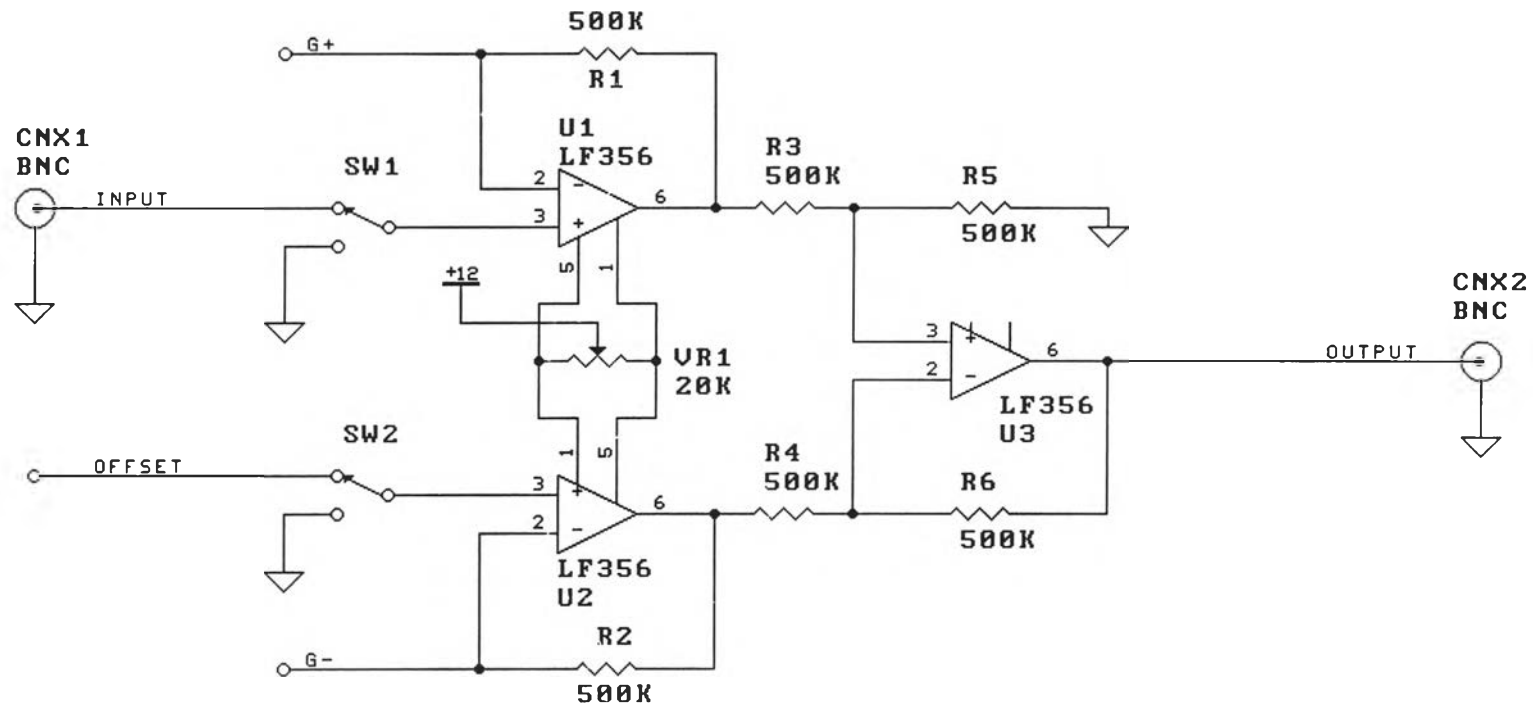 500K
G+
R1
CNX1
BNC
U1
LF356
SW1
R3
500K
R5
500K
INPUT
2
3
6
5
1
+12
CNX2
BNC
VR1
20K
3
2
6
OUTPUT
LF356
U3
SW2
OFFSET
1
5
3
2
6
R4
500K
R6
500K
LF356
U2
R2
G-
500K